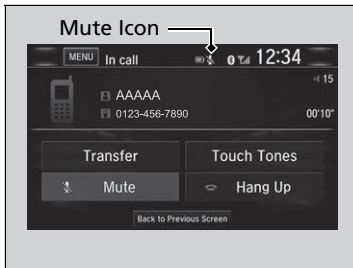 Mute Icon
MENU In call 12:34
15
AAAAA
0123-456-7890 00'10"
Transfer Touch Tones
Mute Hang Up
Back to Previous Screen